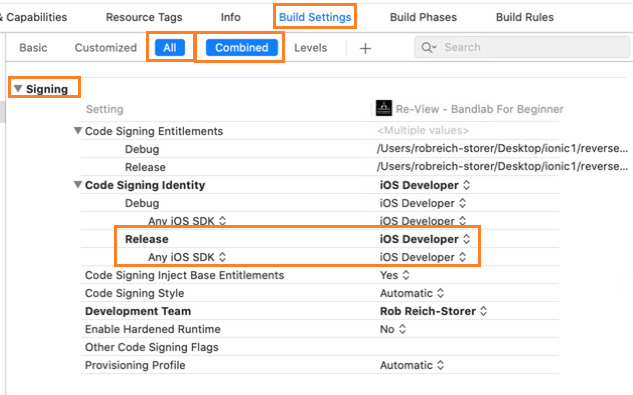 & Capabilities Resource Tags Info Build Settings Build Phases Build Rules
Basic Customized All Combined Levels + Search
Signing
Setting Re-View - Bandlab For Beginner
Code Signing Entitlements <Multiple values>
Debug /Users/robreich-storer/Desktop/ionic1/reverse...
Release /Users/robreich-storer/Desktop/ionic1/reverse...
Code Signing Identity iOS Developer
Debug iOS Developer
Any iOS SDK iOS Developer
Release iOS Developer
Any iOS SDK iOS Developer
Code Signing Inject Base Entitlements Yes
Code Signing Style Automatic
Development Team Rob Reich-Storer
Enable Hardened Runtime No
Other Code Signing Flags
Provisioning Profile Automatic